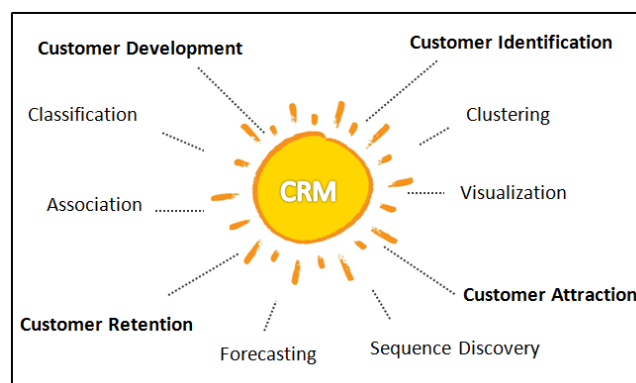 Customer Development
Customer Identification
Classification
Clustering
CRM
Association
Visualization
Customer Attraction
Customer Retention
Forecasting
Sequence Discovery